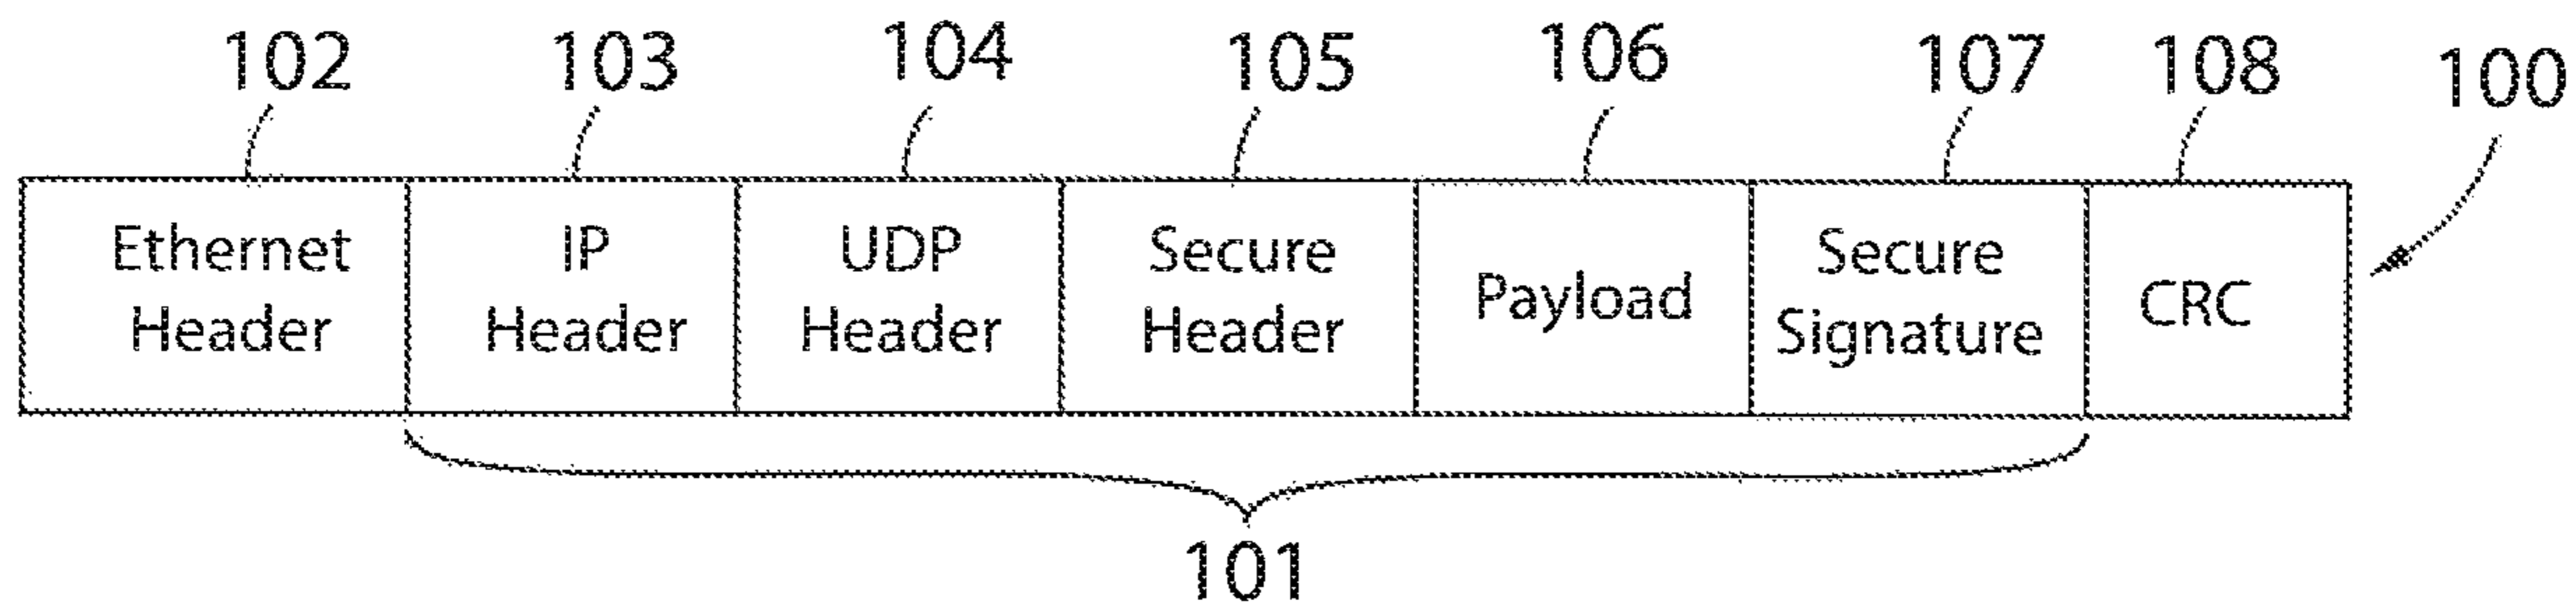 102 103 104 105 106 107 108 100
Ethernet Header
IP Header
UDP Header
Secure Header
Payload
Secure Signature
CRC
101